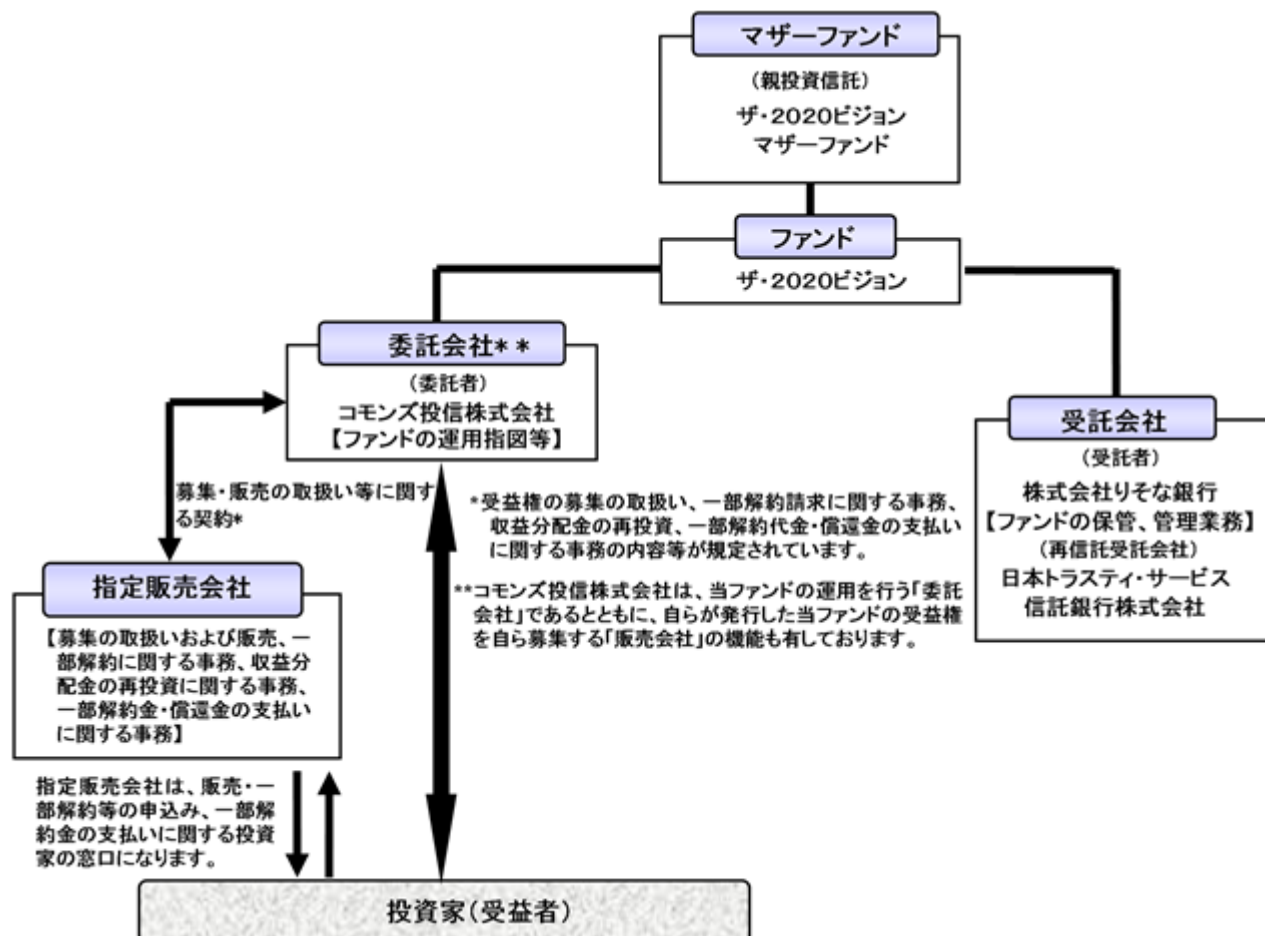 マザーファンド
（親投資信託）
ザ・2020ビジョン
マザーファンド
ファンド
ザ・2020ビジョン
委託会社＊＊
（委託者）
コモンズ投信株式会社
【ファンドの運用指図等】
受託会社
（受託者）
株式会社りそな銀行
【ファンドの保管、管理業務】
（再信託受託会社）
日本トラスティ・サービス
信託銀行株式会社
募集・販売の取扱い等に関す
る契約*
*受益権の募集の取扱い、一部解約請求に関する事務、
収益分配金の再投資、一部解約代金・償還金の支払い
に関する事務の内容等が規定されています。
**コモンズ投信株式会社は、当ファンドの運用を行う「委託
会社」であるとともに、自らが発行した当ファンドの受益権
を自ら募集する「販売会社」の機能も有しております。
指定販売会社
【募集の取扱いおよび販売、一
部解約に関する事務、収益分
配金の再投資に関する事務、
一部解約金・償還金の支払い
に関する事務】
指定販売会社は、販売・一
部解約等の申込み、一部解
約金の支払いに関する投資
家の窓口になります。
投資家（受益者）